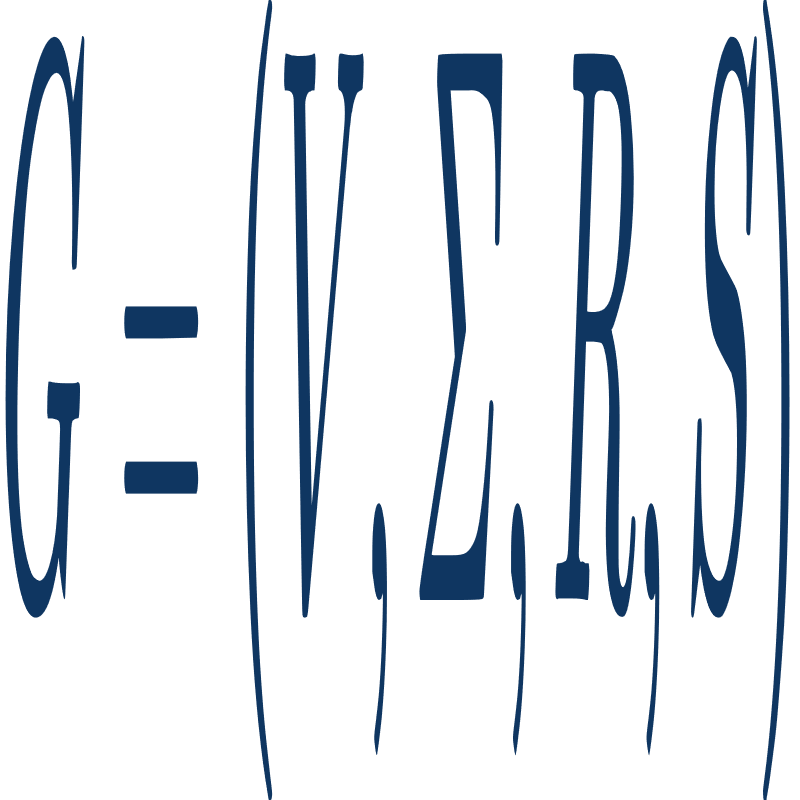 G = (V, Σ, R, S)